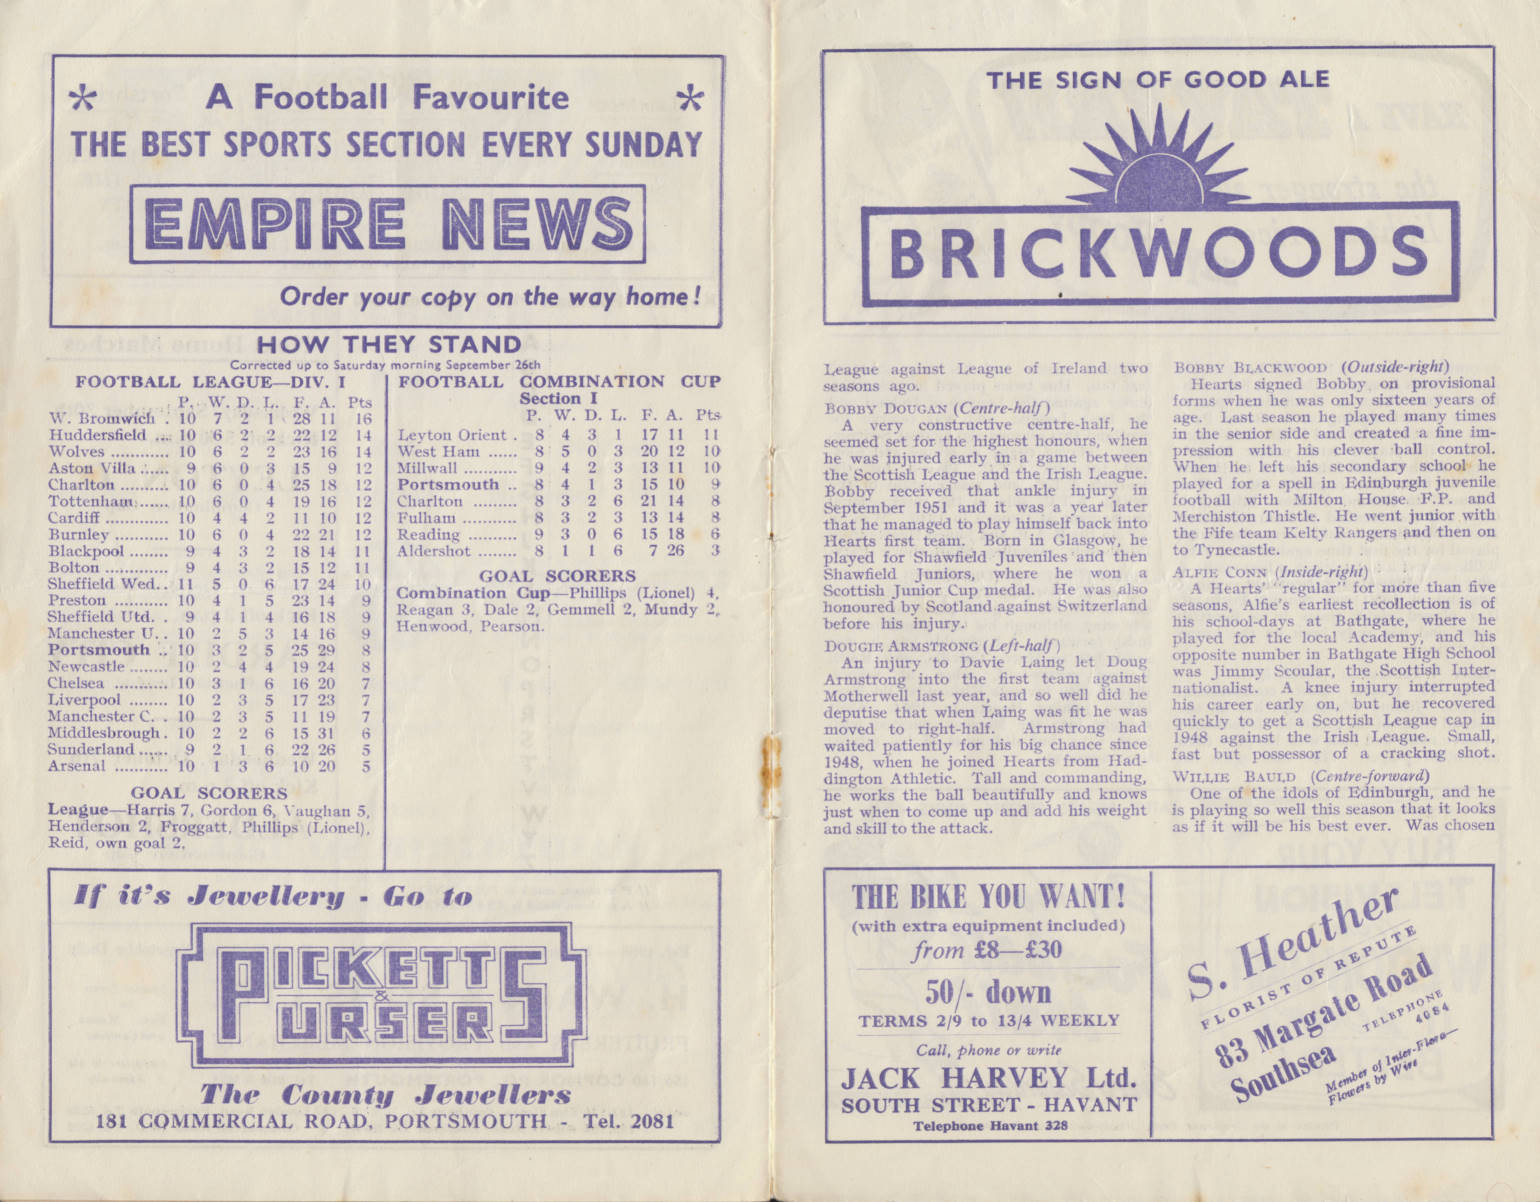 * A Football Favourite *
THE BEST SPORTS SECTION EVERY SUNDAY
EMPIRE NEWS
Order your copy on the way home!
HOW THEY STAND
Corrected up to Saturday morning September 26th
FOOTBALL LEAGUE—DIV. I
P. W. D. L. F. A. Pts
W. Bromwich . 10 7 2 1 28 11 16
Huddersfield ... 10 6 2 2 22 12 14
Wolves ............ 10 6 2 2 23 16 14
Aston Villa ...... 9 6 0 3 15 9 12
Charlton .......... 10 6 0 4 25 18 12
Tottenham ...... 10 6 0 4 19 16 12
Cardiff ............. 10 4 4 2 11 10 12
Burnley ........... 10 6 0 4 22 21 12
Blackpool ........ 9 4 3 2 18 14 11
Bolton ............. 9 4 3 2 15 12 11
Sheffield Wed.. 11 5 0 6 17 24 10
Preston ........... 10 4 1 5 23 14 9
Sheffield Utd. . 9 4 1 4 16 18 9
Manchester U. . 10 2 5 3 14 16 9
Portsmouth .. 10 3 2 5 25 29 8
Newcastle ........ 10 2 4 4 19 24 8
Chelsea ........... 10 3 1 6 16 20 7
Liverpool ........ 10 2 3 5 17 23 7
Manchester C. . 10 2 3 5 11 19 7
Middlesbrough . 10 2 2 6 15 31 6
Sunderland ...... 9 2 1 6 22 26 5
Arsenal ........... 10 1 3 6 10 20 5
GOAL SCORERS
League—Harris 7, Gordon 6, Vaughan 5,
Henderson 2, Froggatt, Phillips (Lionel),
Reid, own goal 2.
FOOTBALL COMBINATION CUP
Section I
P. W. D. L. F. A. Pts
Leyton Orient . 8 4 3 1 17 11 11
West Ham ...... 8 5 0 3 20 12 10
Millwall ........... 9 4 2 3 13 11 10
Portsmouth .. 8 4 1 3 15 10 9
Charlton ......... 8 3 2 6 21 14 8
Fulham ........... 8 3 2 3 13 14 8
Reading .......... 9 3 0 6 15 18 6
Aldershot ........ 8 1 1 6 7 26 3
GOAL SCORERS
Combination Cup—Phillips (Lionel) 4,
Reagan 3, Dale 2, Gemmell 2, Mundy 2,
Henwood, Pearson.
If it's Jewellery - Go to
PICKETTS
&
PURSERS
The County Jewellers
181 COMMERCIAL ROAD, PORTSMOUTH - Tel. 2081
THE SIGN OF GOOD ALE
BRICKWOODS
League against League of Ireland two
seasons ago.
BOBBY DOUGAN (Centre-half)
A very constructive centre-half, he
seemed set for the highest honours, when
he was injured early in a game between
the Scottish League and the Irish League.
Bobby received that ankle injury in
September 1951 and it was a year later
that he managed to play himself back into
Hearts first team. Born in Glasgow, he
played for Shawfield Juveniles and then
Shawfield Juniors, where he won a
Scottish Junior Cup medal. He was also
honoured by Scotland against Switzerland
before his injury.
DOUGIE ARMSTRONG (Left-half)
An injury to Davie Laing let Doug
Armstrong into the first team against
Motherwell last year, and so well did he
deputise that when Laing was fit he was
moved to right-half. Armstrong had
waited patiently for his big chance since
1948, when he joined Hearts from Had-
dington Athletic. Tall and commanding,
he works the ball beautifully and knows
just when to come up and add his weight
and skill to the attack.
BOBBY BLACKWOOD (Outside-right)
Hearts signed Bobby on provisional
forms when he was only sixteen years of
age. Last season he played many times
in the senior side and created a fine im-
pression with his clever ball control.
When he left his secondary school he
played for a spell in Edinburgh juvenile
football with Milton House F.P. and
Merchiston Thistle. He went junior with
the Fife team Kelty Rangers and then on
to Tynecastle.
ALFIE CONN (Inside-right)
A Hearts' "regular" for more than five
seasons, Alfie's earliest recollection is of
his school-days at Bathgate, where he
played for the local Academy, and his
opposite number in Bathgate High School
was Jimmy Scoular, the Scottish Inter-
nationalist. A knee injury interrupted
his career early on, but he recovered
quickly to get a Scottish League cap in
1948 against the Irish League. Small,
fast but possessor of a cracking shot.
WILLIE BAULD (Centre-forward)
One of the idols of Edinburgh, and he
is playing so well this season that it looks
as if it will be his best ever. Was chosen
THE BIKE YOU WANT!
(with extra equipment included)
from £8—£30
50/- down
TERMS 2/9 to 13/4 WEEKLY
Call, phone or write
JACK HARVEY Ltd.
SOUTH STREET - HAVANT
Telephone Havant 328
S. Heather
FLORIST OF REPUTE
83 Margate Road
Southsea
TELEPHONE
4684
Member of Inter-Flora—
Flowers by Wire